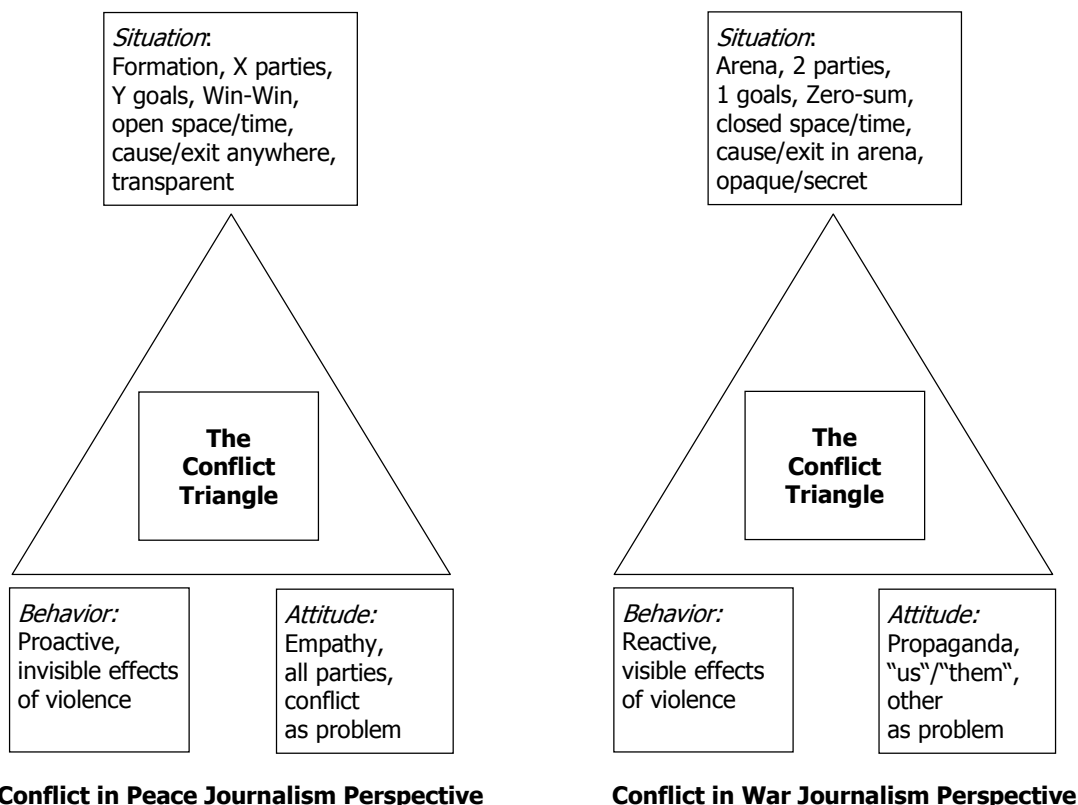 Situation:
Formation, X parties,
Y goals, Win-Win,
open space/time,
cause/exit anywhere,
transparent
The
Conflict
Triangle
Behavior:
Proactive,
invisible effects
of violence
Attitude:
Empathy,
all parties,
conflict
as problem
Conflict in Peace Journalism Perspective
Situation:
Arena, 2 parties,
1 goals, Zero-sum,
closed space/time,
cause/exit in arena,
opaque/secret
The
Conflict
Triangle
Behavior:
Reactive,
visible effects
of violence
Attitude:
Propaganda,
“us“/“them“,
other
as problem
Conflict in War Journalism Perspective